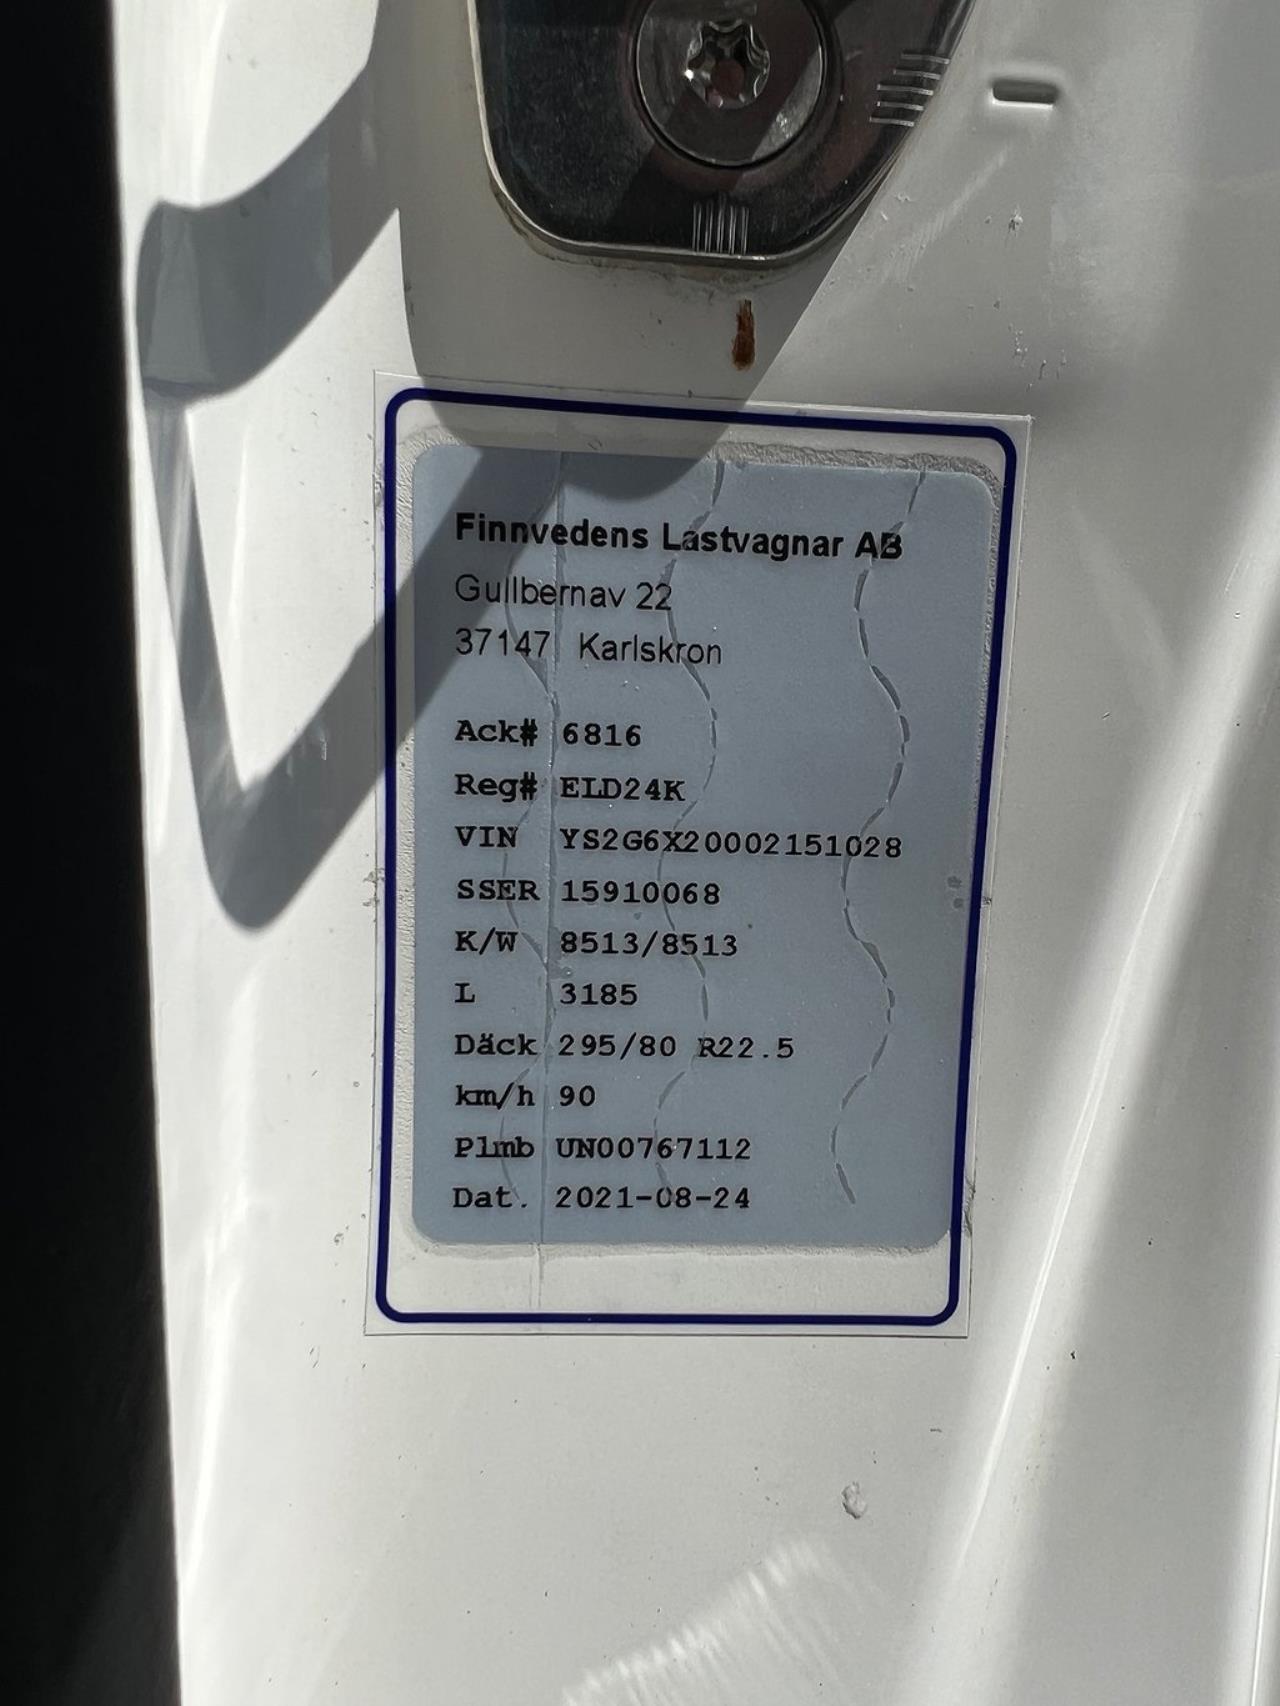 Finnvedens Lastvagnar AB
Gullbernav 22
37147 Karlskron
Ack# 6816
Reg# ELD24K
VIN YS2G6X20002151028
SSER 15910068
K/W 8513/8513
L 3185
Däck 295/80 R22.5
km/h 90
Plmb UN00767112
Dat. 2021-08-24